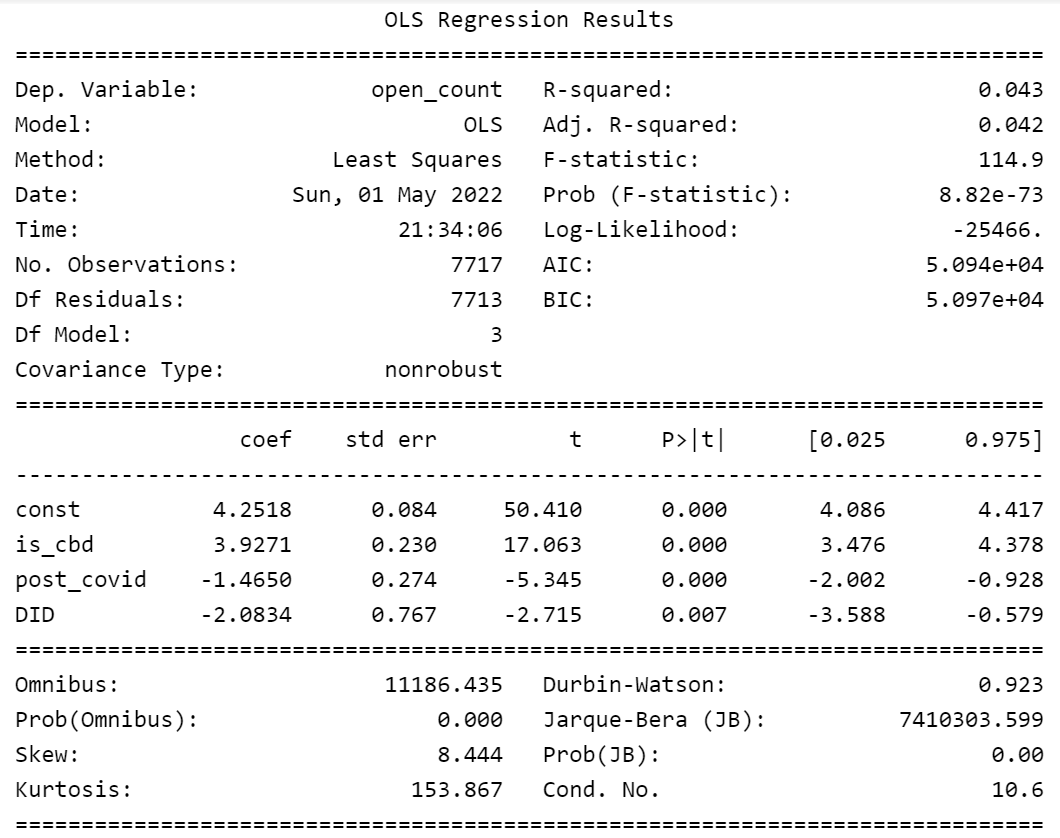 OLS Regression Results
==============================================================================
Dep. Variable:             open_count   R-squared:                       0.043
Model:                            OLS   Adj. R-squared:                  0.042
Method:                 Least Squares   F-statistic:                     114.9
Date:                Sun, 01 May 2022   Prob (F-statistic):           8.82e-73
Time:                        21:34:06   Log-Likelihood:                -25466.
No. Observations:                7717   AIC:                         5.094e+04
Df Residuals:                    7713   BIC:                         5.097e+04
Df Model:                           3
Covariance Type:            nonrobust
==============================================================================
                 coef    std err          t      P>|t|      [0.025      0.975]
------------------------------------------------------------------------------
const          4.2518      0.084     50.410      0.000       4.086       4.417
is_cbd         3.9271      0.230     17.063      0.000       3.476       4.378
post_covid    -1.4650      0.274     -5.345      0.000      -2.002      -0.928
DID           -2.0834      0.767     -2.715      0.007      -3.588      -0.579
==============================================================================
Omnibus:                    11186.435   Durbin-Watson:                   0.923
Prob(Omnibus):                  0.000   Jarque-Bera (JB):          7410303.599
Skew:                           8.444   Prob(JB):                         0.00
Kurtosis:                     153.867   Cond. No.                         10.6
==============================================================================